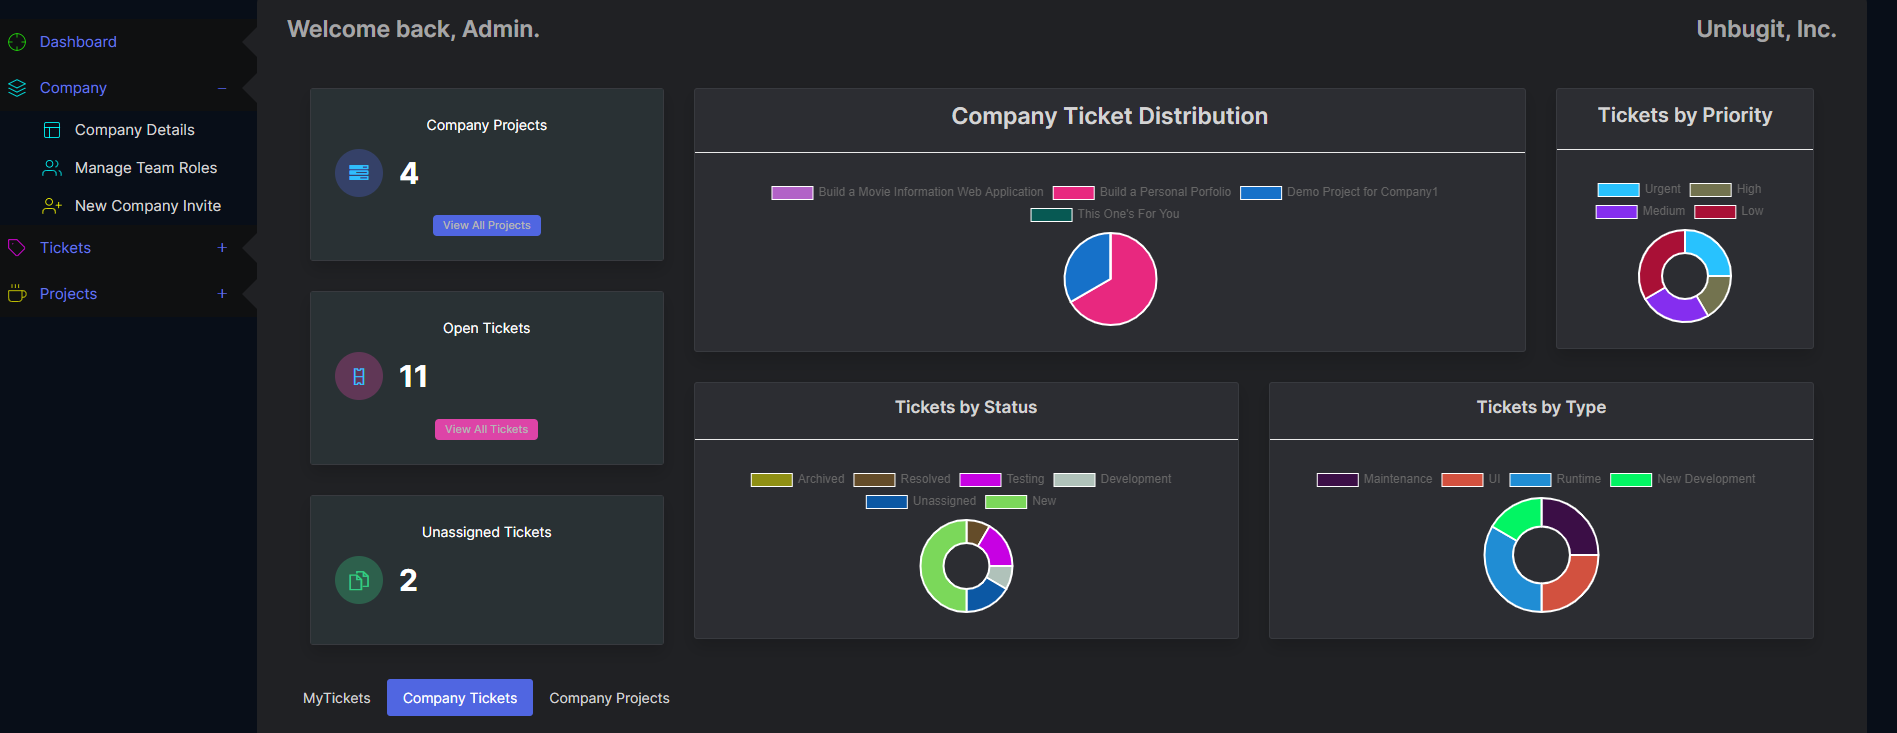 Welcome back, Admin.
Unbugit, Inc.
Dashboard
Company −
Company Details
Manage Team Roles
New Company Invite
Tickets +
Projects +
Company Projects
4
View All Projects
Open Tickets
11
View All Tickets
Unassigned Tickets
2
Company Ticket Distribution
Build a Movie Information Web Application Build a Personal Porfolio Demo Project for Company1
This One's For You
Tickets by Priority
Urgent High
Medium Low
Tickets by Status
Archived Resolved Testing Development
Unassigned New
Tickets by Type
Maintenance UI Runtime New Development
MyTickets Company Tickets Company Projects